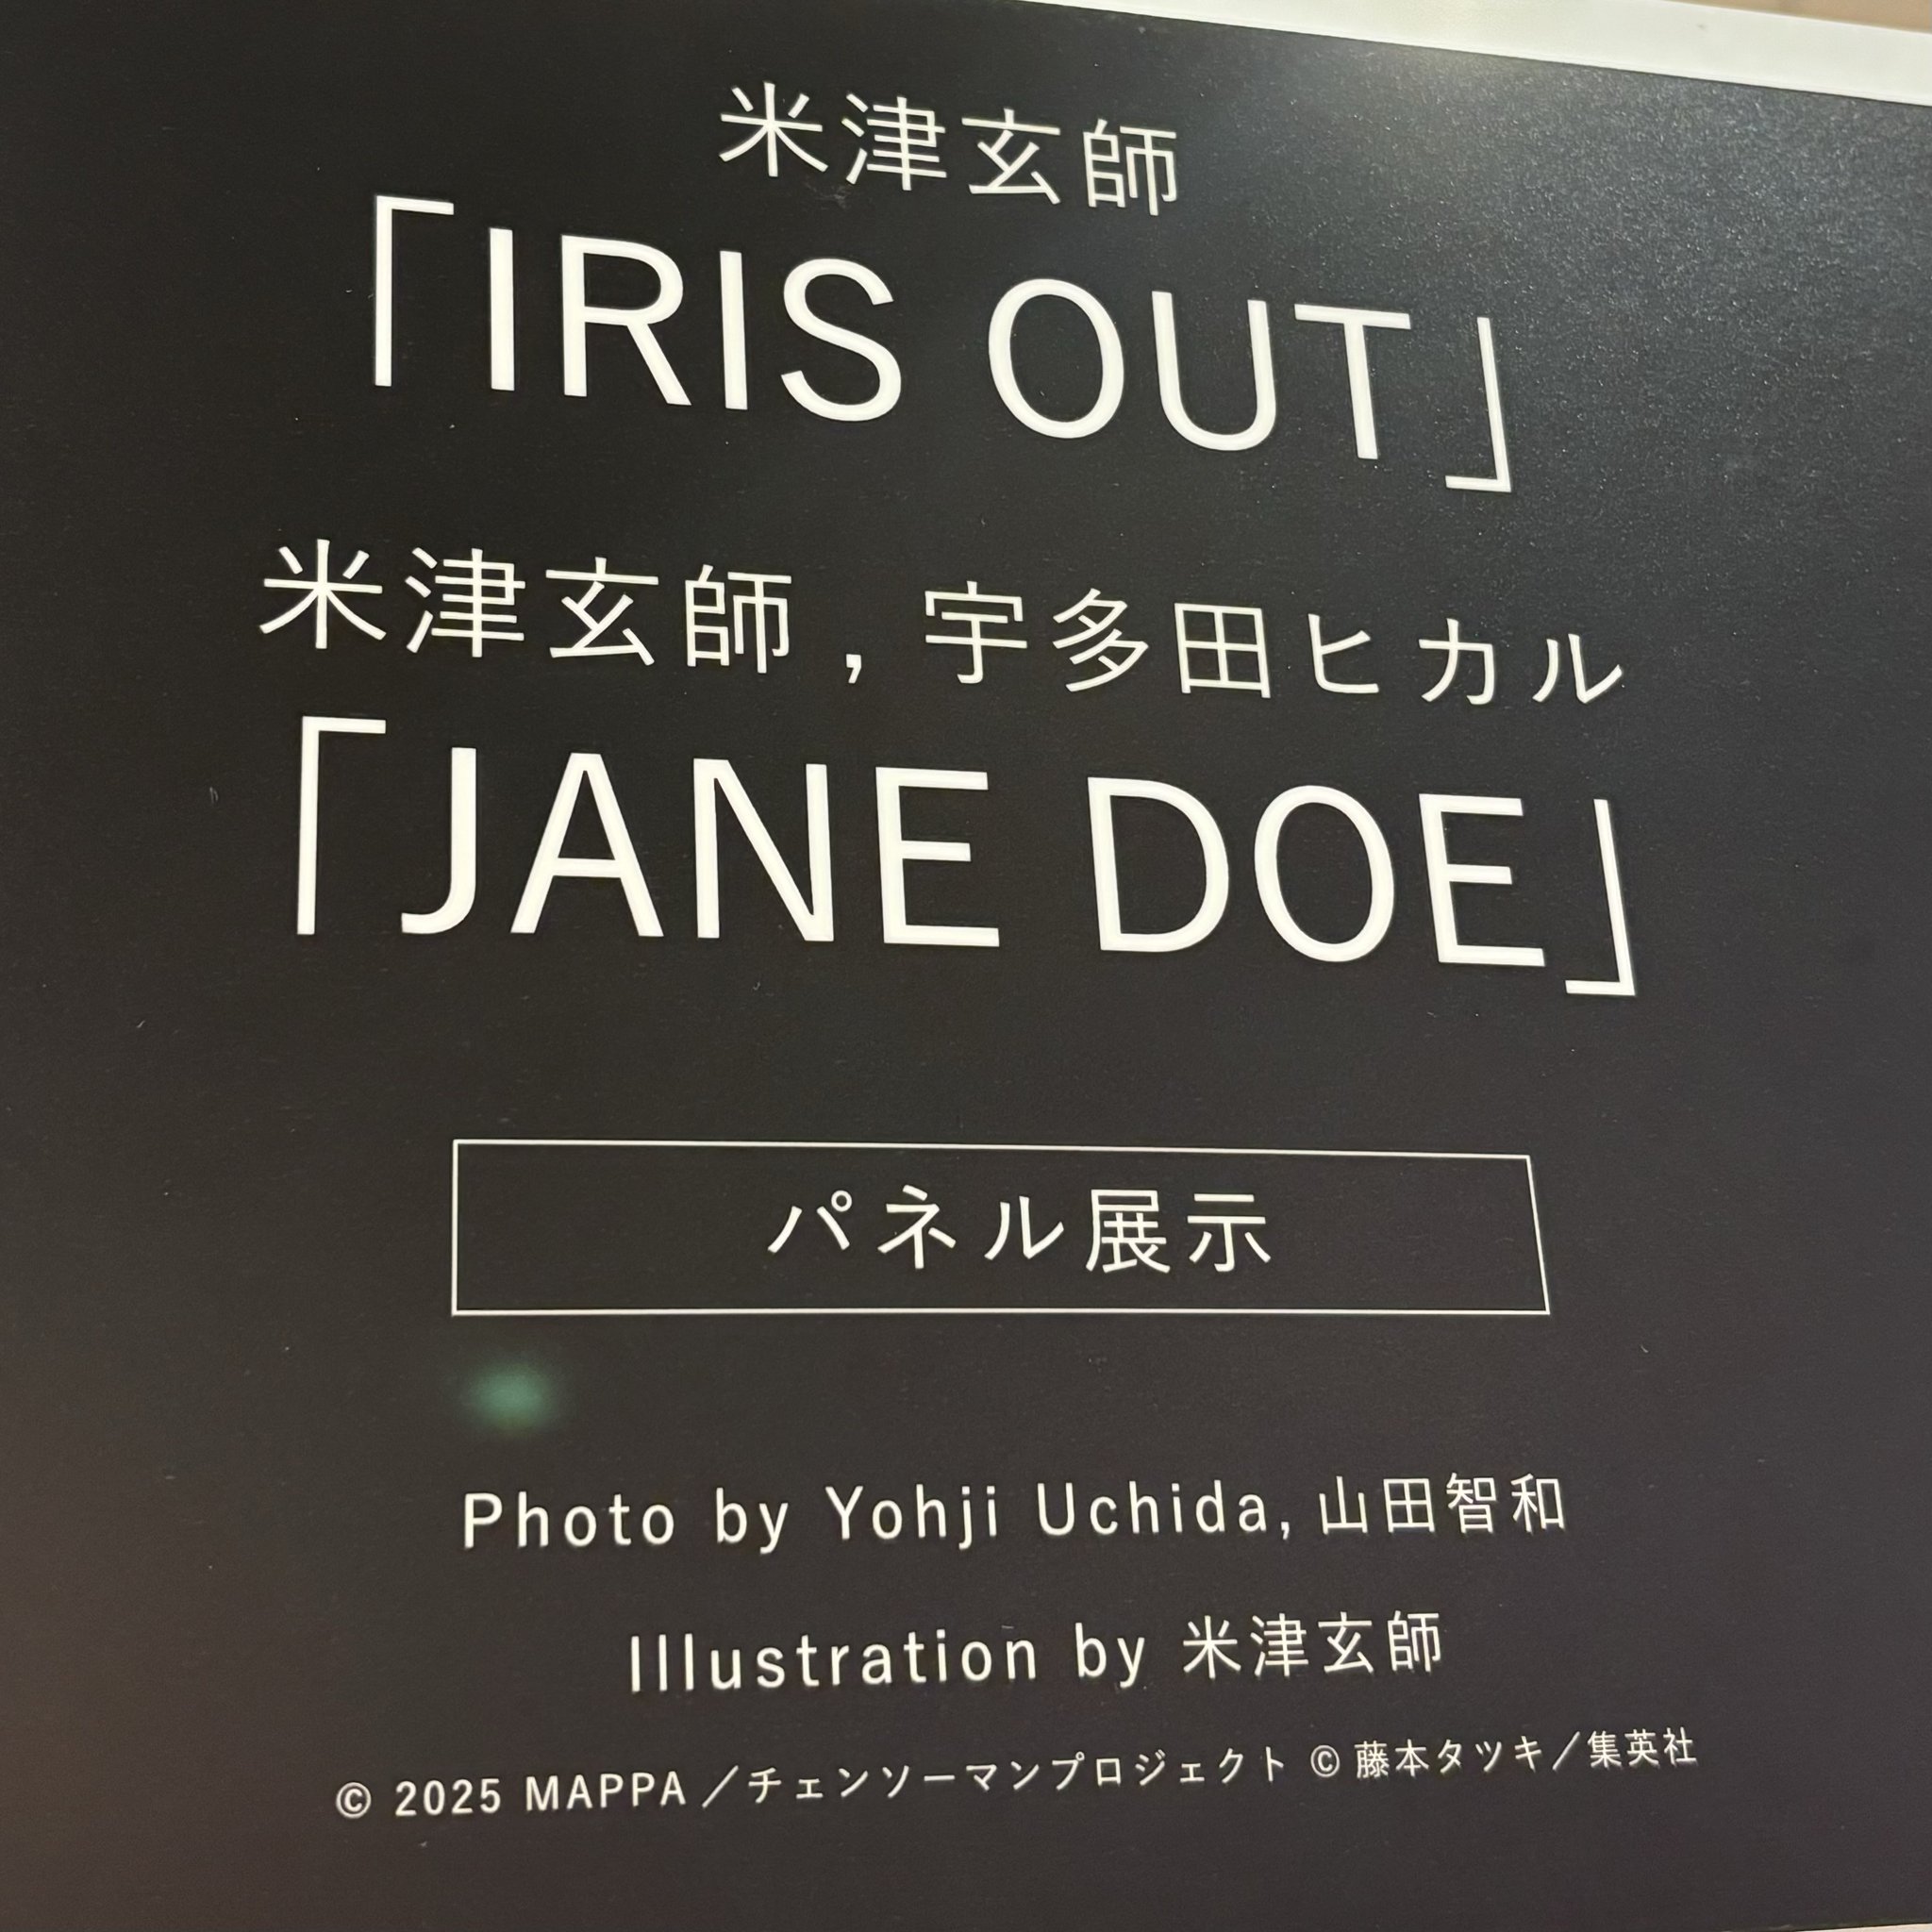 米津玄師
「IRIS OUT」
米津玄師 , 宇多田ヒカル
「JANE DOE」
パネル展示
Photo by Yohji Uchida, 山田智和
Illustration by 米津玄師
© 2025 MAPPA／チェンソーマンプロジェクト © 藤本タツキ／集英社